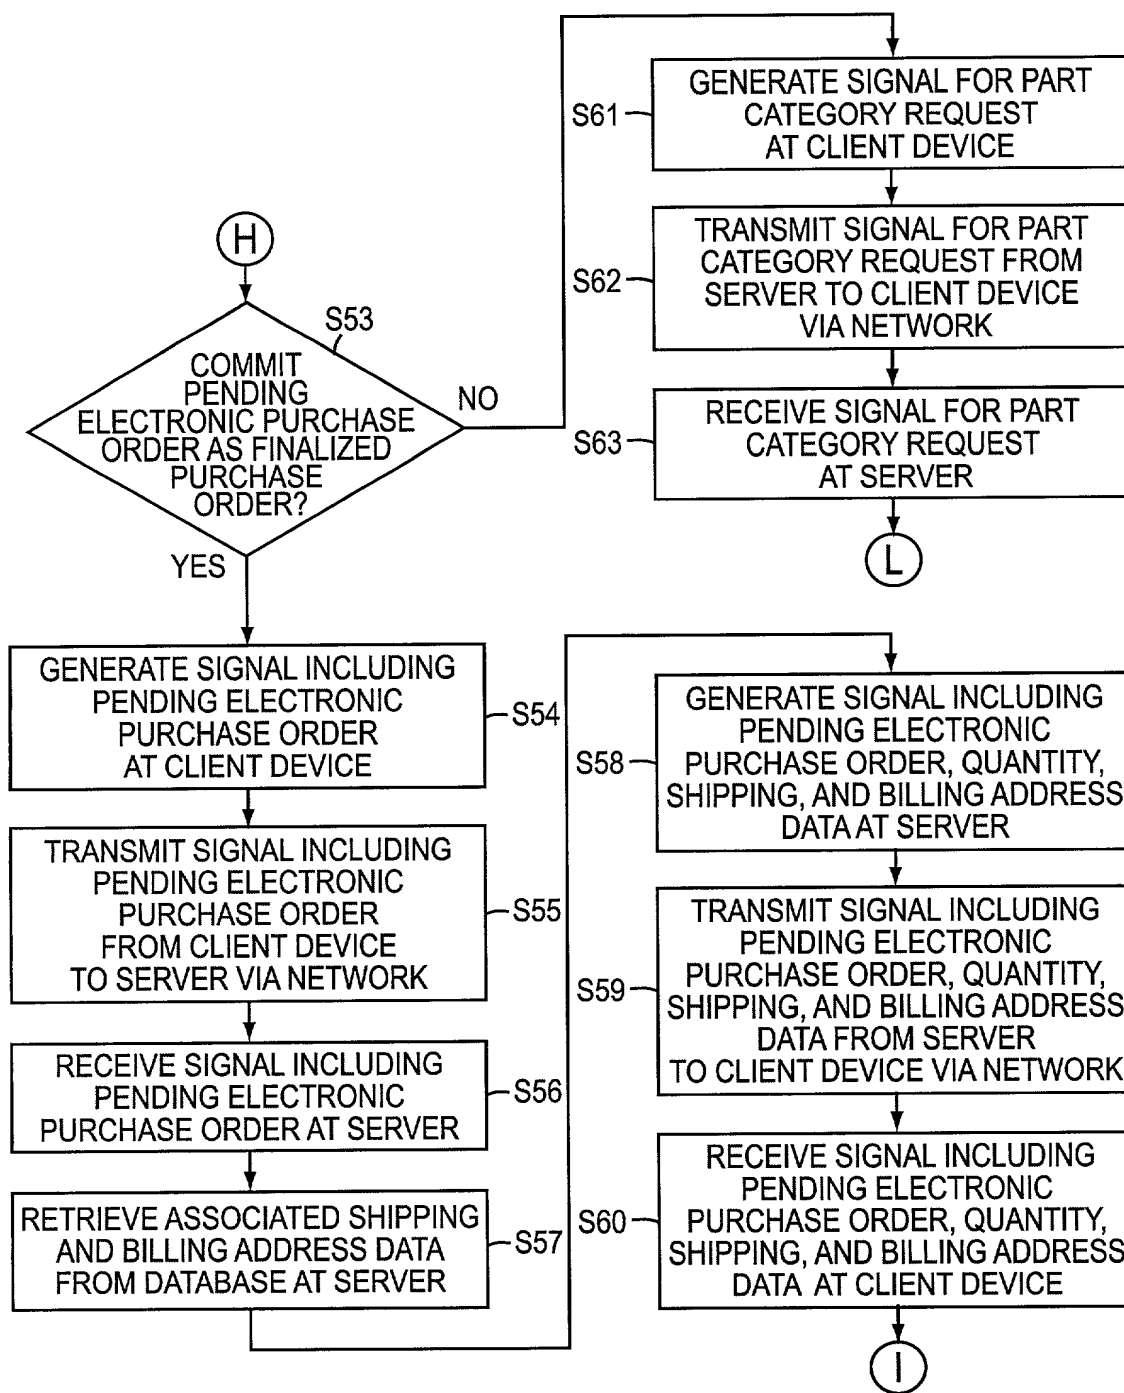 H
S53
COMMIT
PENDING
ELECTRONIC PURCHASE
ORDER AS FINALIZED
PURCHASE
ORDER?
NO
YES
GENERATE SIGNAL INCLUDING
PENDING ELECTRONIC
PURCHASE ORDER
AT CLIENT DEVICE
S54
TRANSMIT SIGNAL INCLUDING
PENDING ELECTRONIC
PURCHASE ORDER
FROM CLIENT DEVICE
TO SERVER VIA NETWORK
S55
RECEIVE SIGNAL INCLUDING
PENDING ELECTRONIC
PURCHASE ORDER AT SERVER
S56
RETRIEVE ASSOCIATED SHIPPING
AND BILLING ADDRESS DATA
FROM DATABASE AT SERVER
S57
S61
GENERATE SIGNAL FOR PART
CATEGORY REQUEST
AT CLIENT DEVICE
S62
TRANSMIT SIGNAL FOR PART
CATEGORY REQUEST FROM
SERVER TO CLIENT DEVICE
VIA NETWORK
S63
RECEIVE SIGNAL FOR PART
CATEGORY REQUEST
AT SERVER
L
S58
GENERATE SIGNAL INCLUDING
PENDING ELECTRONIC
PURCHASE ORDER, QUANTITY,
SHIPPING, AND BILLING ADDRESS
DATA AT SERVER
S59
TRANSMIT SIGNAL INCLUDING
PENDING ELECTRONIC
PURCHASE ORDER, QUANTITY,
SHIPPING, AND BILLING ADDRESS
DATA FROM SERVER
TO CLIENT DEVICE VIA NETWORK
S60
RECEIVE SIGNAL INCLUDING
PENDING ELECTRONIC
PURCHASE ORDER, QUANTITY,
SHIPPING, AND BILLING ADDRESS
DATA AT CLIENT DEVICE
I